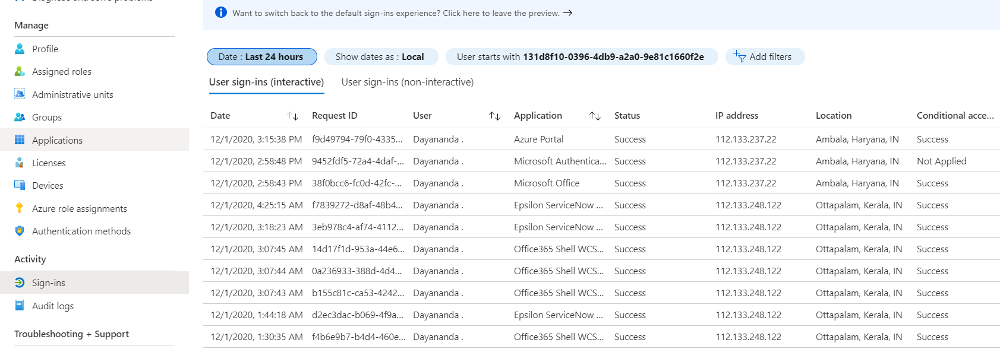 Diagnose and solve problems
Manage
Profile
Assigned roles
Administrative units
Groups
Applications
Licenses
Devices
Azure role assignments
Authentication methods
Activity
Sign-ins
Audit logs
Troubleshooting + Support
Want to switch back to the default sign-ins experience? Click here to leave the preview. →
Date : Last 24 hours Show dates as : Local User starts with 131d8f10-0396-4db9-a2a0-9e81c1660f2e Add filters
User sign-ins (interactive) User sign-ins (non-interactive)
Date Request ID User Application Status IP address Location Conditional acce...
12/1/2020, 3:15:38 PM f9d49794-79f0-4335... Dayananda . Azure Portal Success 112.133.237.22 Ambala, Haryana, IN Success
12/1/2020, 2:58:48 PM 9452fdf5-72a4-4daf-... Dayananda . Microsoft Authentica... Success 112.133.237.22 Ambala, Haryana, IN Not Applied
12/1/2020, 2:58:43 PM 38f0bcc6-fc0d-42fc-... Dayananda . Microsoft Office Success 112.133.237.22 Ambala, Haryana, IN Success
12/1/2020, 4:25:15 AM f7839272-d8af-48b4... Dayananda . Epsilon ServiceNow ... Success 112.133.248.122 Ottapalam, Kerala, IN Success
12/1/2020, 3:18:23 AM 3eb978c4-af74-4112... Dayananda . Epsilon ServiceNow ... Success 112.133.248.122 Ottapalam, Kerala, IN Success
12/1/2020, 3:07:45 AM 14d17f1d-953a-44e6... Dayananda . Office365 Shell WCS... Success 112.133.248.122 Ottapalam, Kerala, IN Success
12/1/2020, 3:07:44 AM 0a236933-388d-4d4... Dayananda . Office365 Shell WCS... Success 112.133.248.122 Ottapalam, Kerala, IN Success
12/1/2020, 3:07:43 AM b155c81c-ca53-4242... Dayananda . Office365 Shell WCS... Success 112.133.248.122 Ottapalam, Kerala, IN Success
12/1/2020, 1:44:18 AM d2ec3dac-b069-4f9a... Dayananda . Epsilon ServiceNow ... Success 112.133.248.122 Ottapalam, Kerala, IN Success
12/1/2020, 1:30:35 AM f4b6e9b7-b4d4-460e... Dayananda . Office365 Shell WCS... Success 112.133.248.122 Ottapalam, Kerala, IN Success